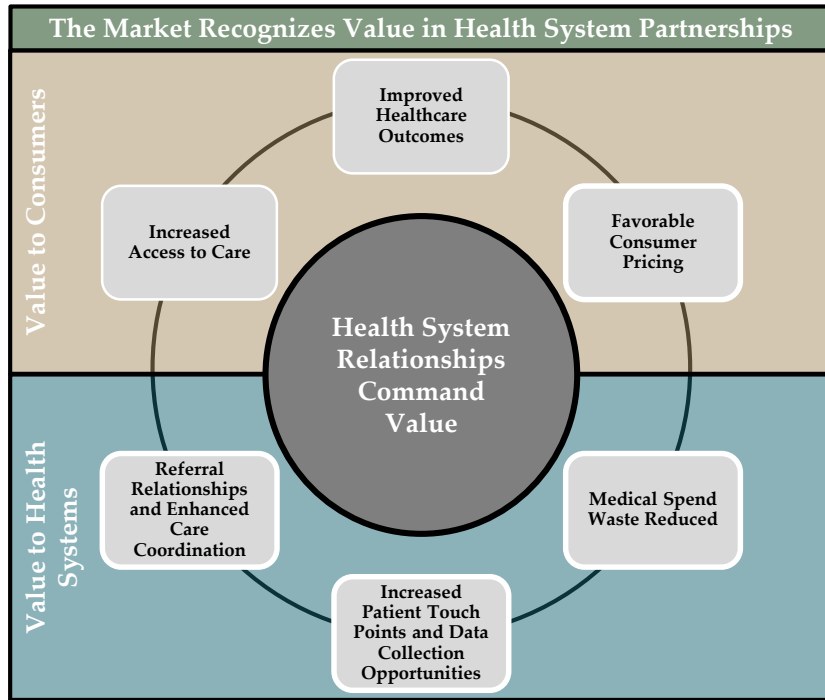 The Market Recognizes Value in Health System Partnerships
Value to Consumers
Improved
Healthcare
Outcomes
Increased
Access to Care
Favorable
Consumer
Pricing
Health System
Relationships
Command
Value
Value to Health
Systems
Referral
Relationships
and Enhanced
Care
Coordination
Medical Spend
Waste Reduced
Increased
Patient Touch
Points and Data
Collection
Opportunities